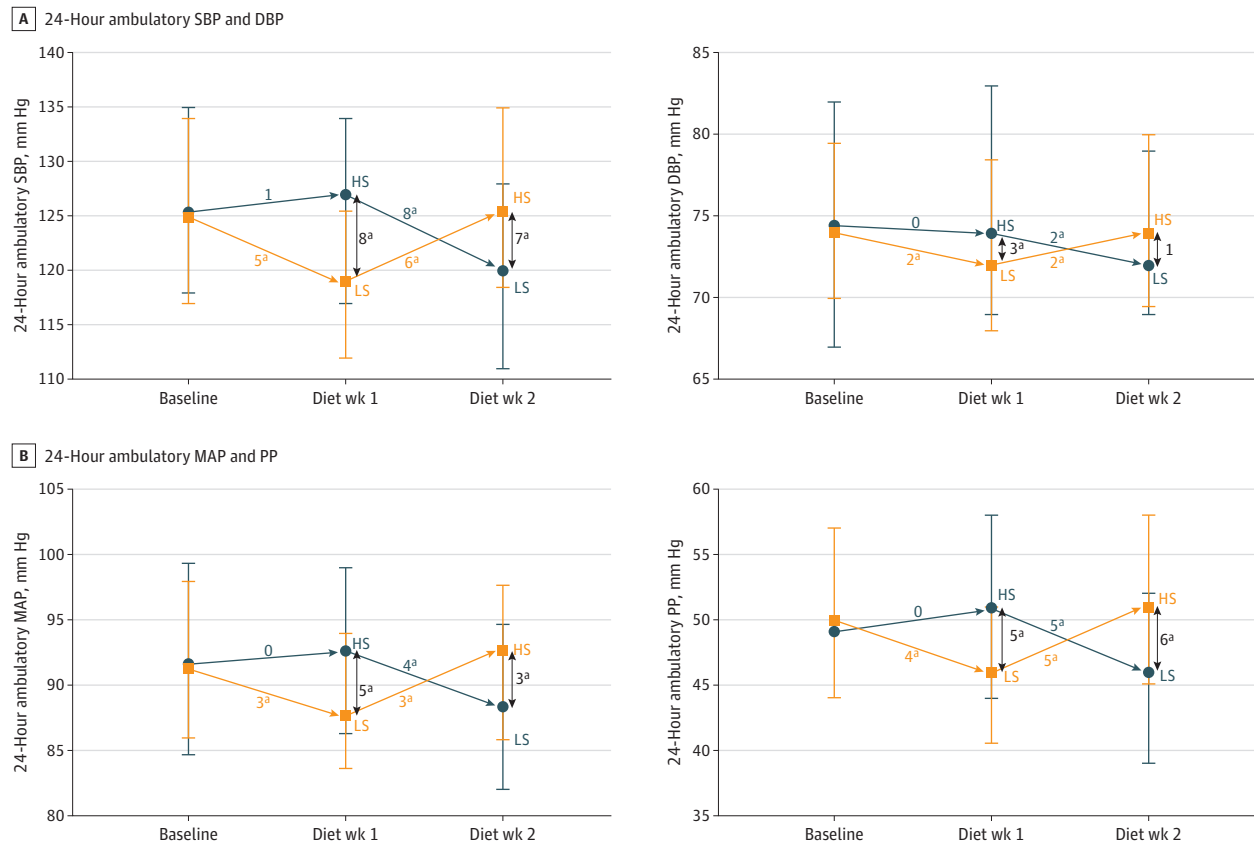 A 24-Hour ambulatory SBP and DBP
24-Hour ambulatory SBP, mm Hg
140
135
130
125
120
115
110
1
HS
8a
HS
8a
7a
5a
6a
LS
LS
Baseline
Diet wk 1
Diet wk 2
24-Hour ambulatory DBP, mm Hg
85
80
75
70
65
0
HS
2a
HS
3a
1
2a
2a
LS
LS
Baseline
Diet wk 1
Diet wk 2
B 24-Hour ambulatory MAP and PP
24-Hour ambulatory MAP, mm Hg
105
100
95
90
85
80
0
HS
4a
HS
5a
3a
3a
3a
LS
LS
Baseline
Diet wk 1
Diet wk 2
24-Hour ambulatory PP, mm Hg
60
55
50
45
40
35
0
HS
5a
HS
5a
6a
4a
5a
LS
LS
Baseline
Diet wk 1
Diet wk 2